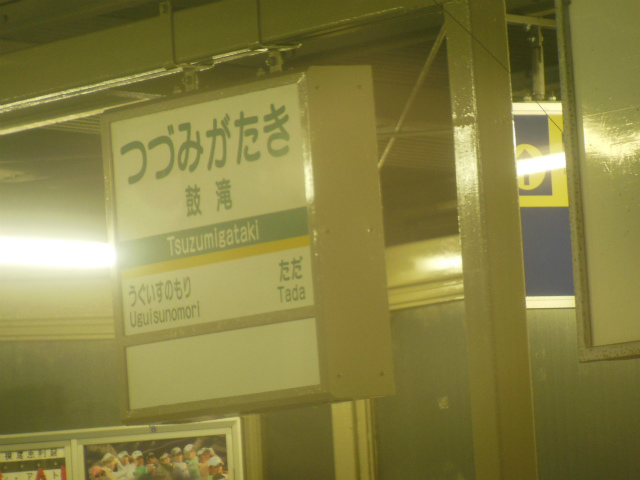 つづみがたき
鼓滝
Tsuzumigataki
うぐいすのもり
Uguisunomori
ただ
Tada